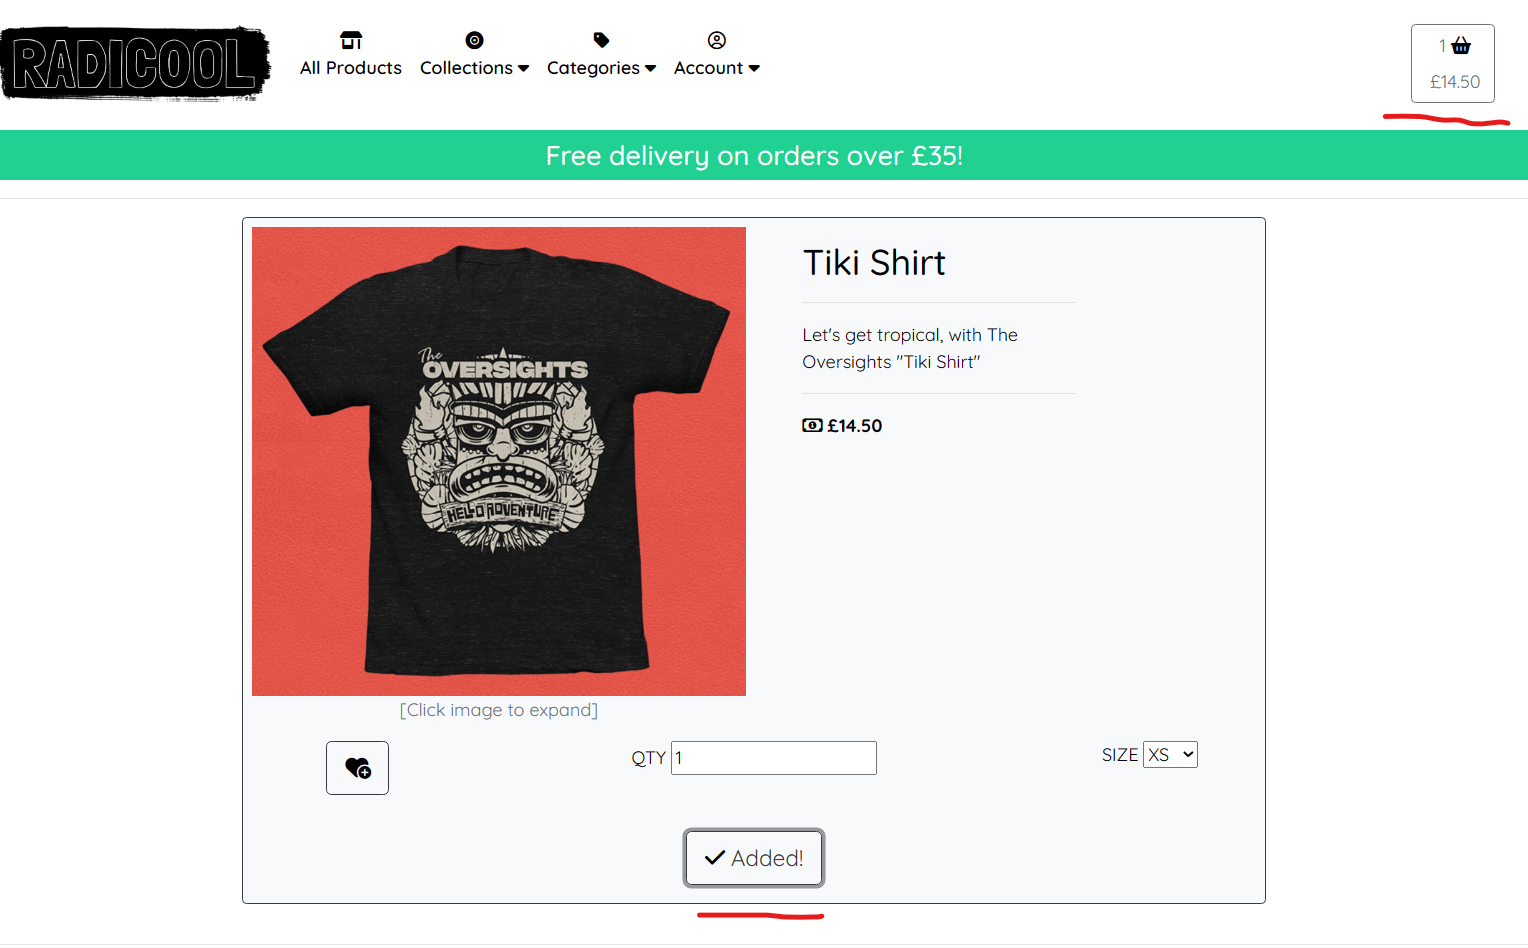 RADICOOL
All Products
Collections
Categories
Account
1
£14.50
Free delivery on orders over £35!
The
OVERSIGHTS
HELLO ADVENTURE
Tiki Shirt
Let's get tropical, with The
Oversights "Tiki Shirt"
£14.50
[Click image to expand]
QTY 1
SIZE XS
Added!